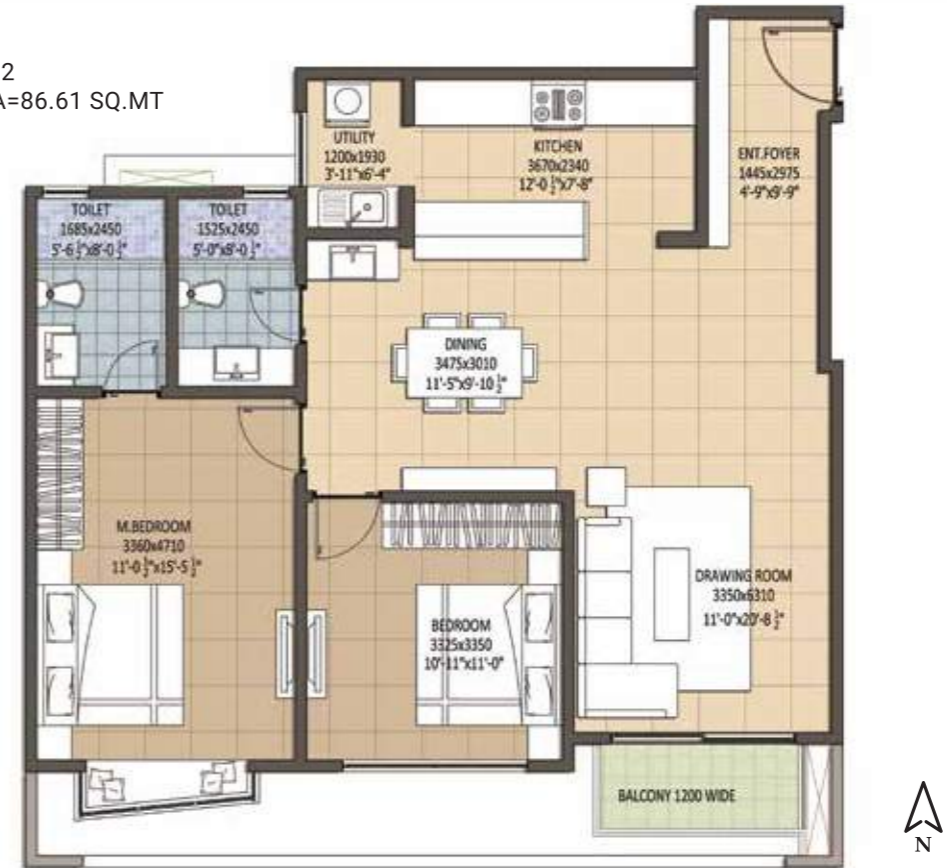 2
A=86.61 SQ.MT
UTILITY
1200x1930
3'-11"x6'-4"
KITCHEN
3670x2340
12'-0 1/2"x7'-8"
ENT.FOYER
1445x2975
4'-9"x9'-9"
TOILET
1685x2450
5'-6 1/2"x8'-0 1/2"
TOILET
1525x2450
5'-0"x8'-0 1/2"
DINING
3475x3010
11'-5"x9'-10 1/2"
M.BEDROOM
3360x4710
11'-0 1/2"x15'-5 1/2"
BEDROOM
3325x3350
10'-11"x11'-0"
DRAWING ROOM
3350x6310
11'-0"x20'-8 1/2"
BALCONY 1200 WIDE
N